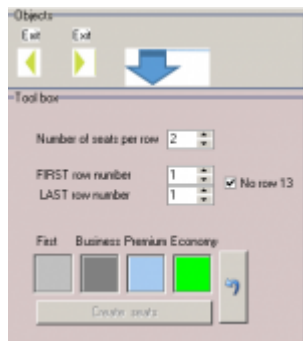 Objects
Exit Exit
Tool box
Number of seats per row 2
FIRST row number 1
No row 13
LAST row number 1
First Business Premium Economy
Create seats